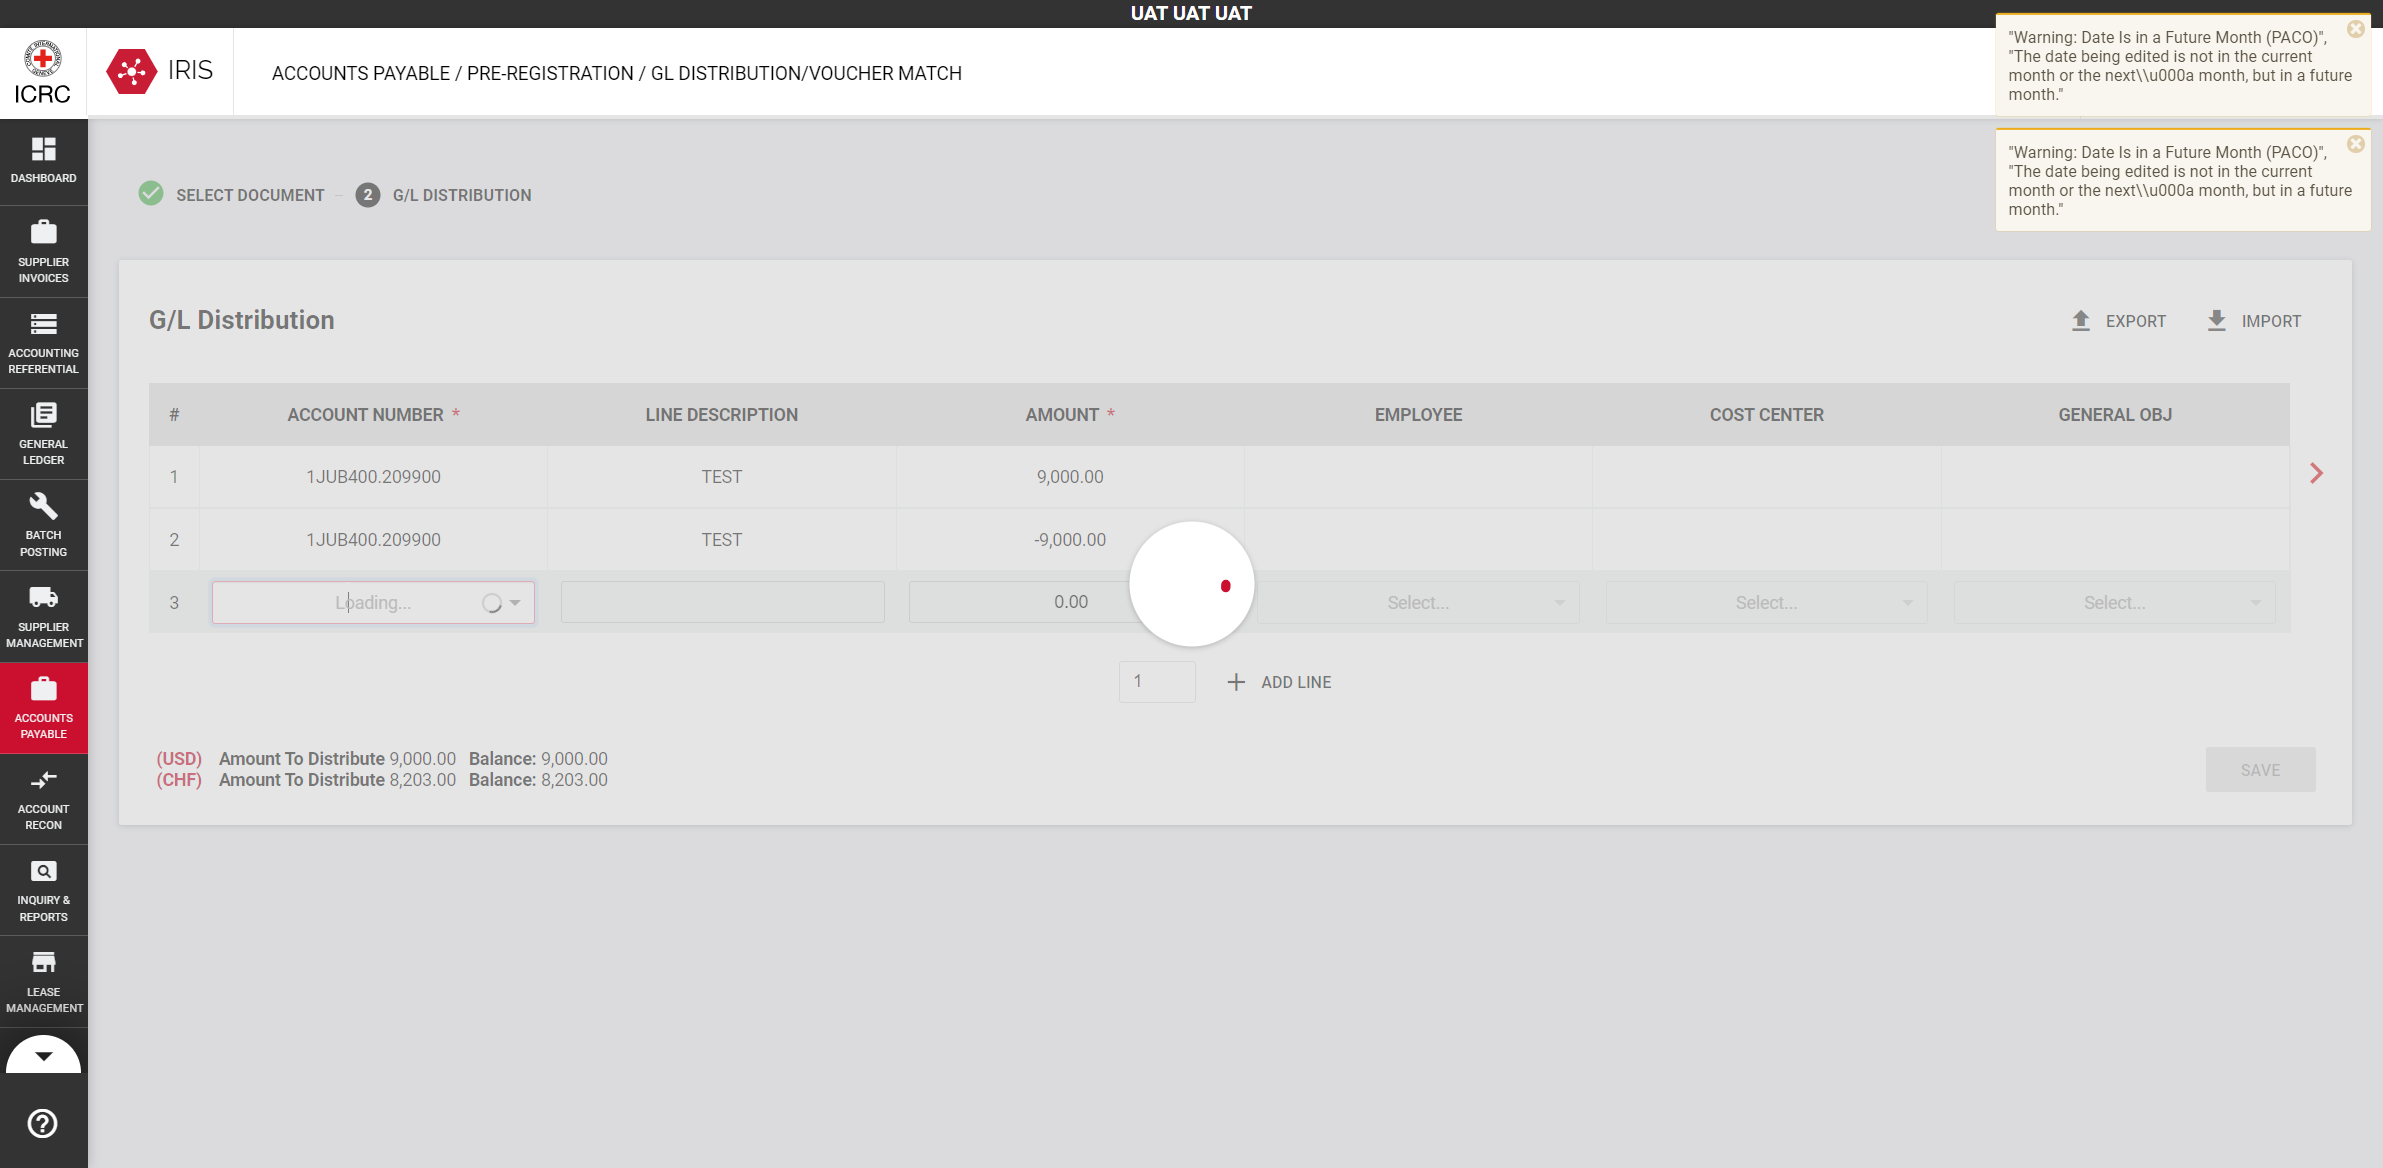 UAT UAT UAT
ICRC
IRIS
ACCOUNTS PAYABLE / PRE-REGISTRATION / GL DISTRIBUTION/VOUCHER MATCH
"Warning: Date Is in a Future Month (PACO)",
"The date being edited is not in the current
month or the next\\u000a month, but in a future
month."
"Warning: Date Is in a Future Month (PACO)",
"The date being edited is not in the current
month or the next\\u000a month, but in a future
month."
DASHBOARD
SUPPLIER
INVOICES
ACCOUNTING
REFERENTIAL
GENERAL
LEDGER
BATCH
POSTING
SUPPLIER
MANAGEMENT
ACCOUNTS
PAYABLE
ACCOUNT
RECON
INQUIRY &
REPORTS
LEASE
MANAGEMENT
SELECT DOCUMENT
2 G/L DISTRIBUTION
G/L Distribution
EXPORT
IMPORT
# ACCOUNT NUMBER * LINE DESCRIPTION AMOUNT * EMPLOYEE COST CENTER GENERAL OBJ
1 1JUB400.209900 TEST 9,000.00
2 1JUB400.209900 TEST -9,000.00
3 Loading... 0.00 Select... Select... Select...
1 ADD LINE
(USD) Amount To Distribute 9,000.00 Balance: 9,000.00
(CHF) Amount To Distribute 8,203.00 Balance: 8,203.00
SAVE